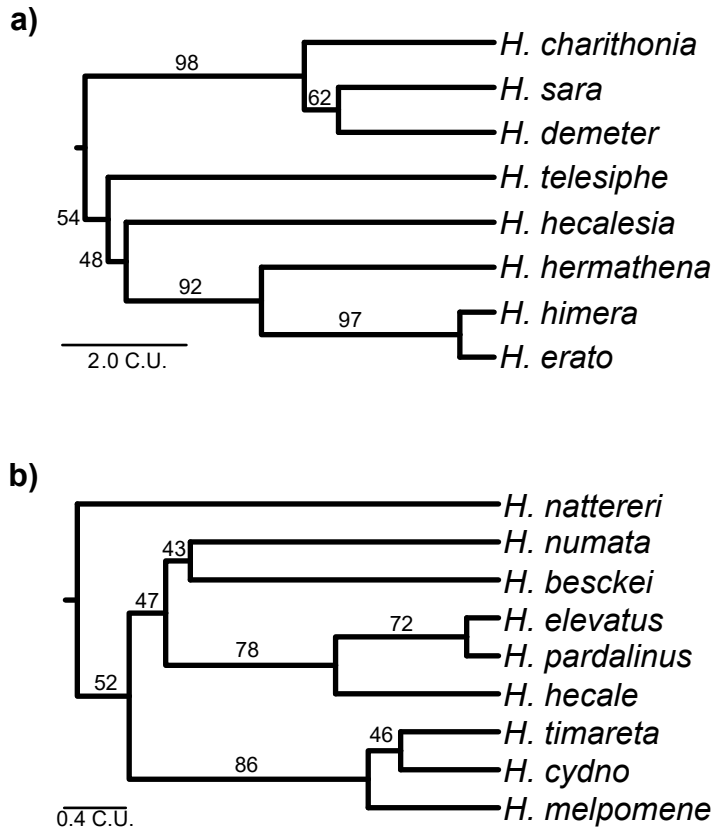 a)
98
H. charithonia
62
H. sara
H. demeter
H. telesiphe
54
H. hecalesia
48
92
H. hermathena
97
H. himera
H. erato
2.0 C.U.
b)
H. nattereri
43
H. numata
47
H. besckei
72
H. elevatus
78
H. pardalinus
52
H. hecale
46
H. timareta
86
H. cydno
H. melpomene
0.4 C.U.